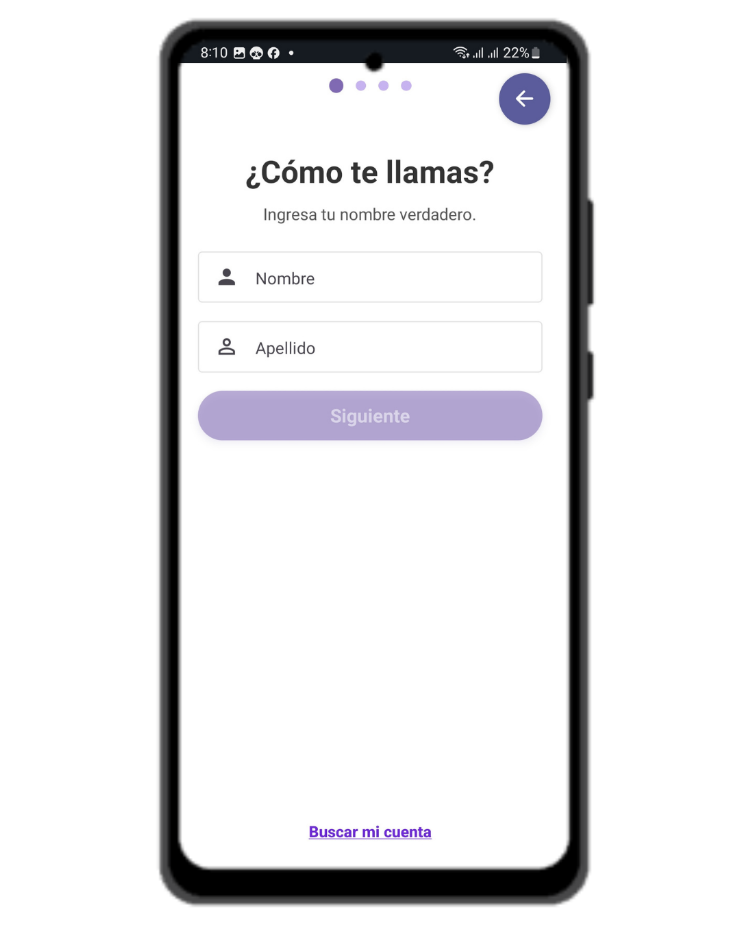 8:10 22%
¿Cómo te llamas?
Ingresa tu nombre verdadero.
Nombre
Apellido
Siguiente
Buscar mi cuenta